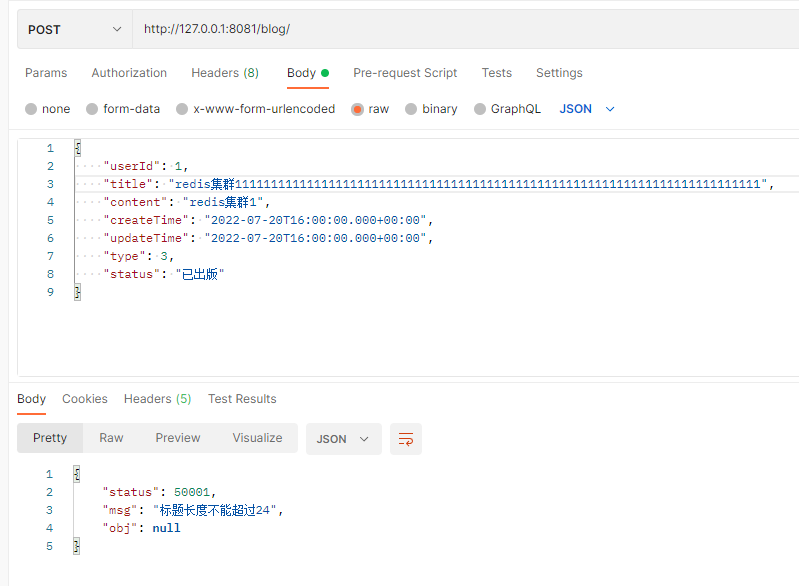 POST http://127.0.0.1:8081/blog/
Params Authorization Headers (8) Body Pre-request Script Tests Settings
none form-data x-www-form-urlencoded raw binary GraphQL JSON
1 {
2 "userId": 1,
3 "title": "redis集群1111111111111111111111111111111111111111111111111111111111111111111111111",
4 "content": "redis集群1",
5 "createTime": "2022-07-20T16:00:00.000+00:00",
6 "updateTime": "2022-07-20T16:00:00.000+00:00",
7 "type": 3,
8 "status": "已出版"
9 }
Body Cookies Headers (5) Test Results
Pretty Raw Preview Visualize JSON
1 {
2 "status": 50001,
3 "msg": "标题长度不能超过24",
4 "obj": null
5 }